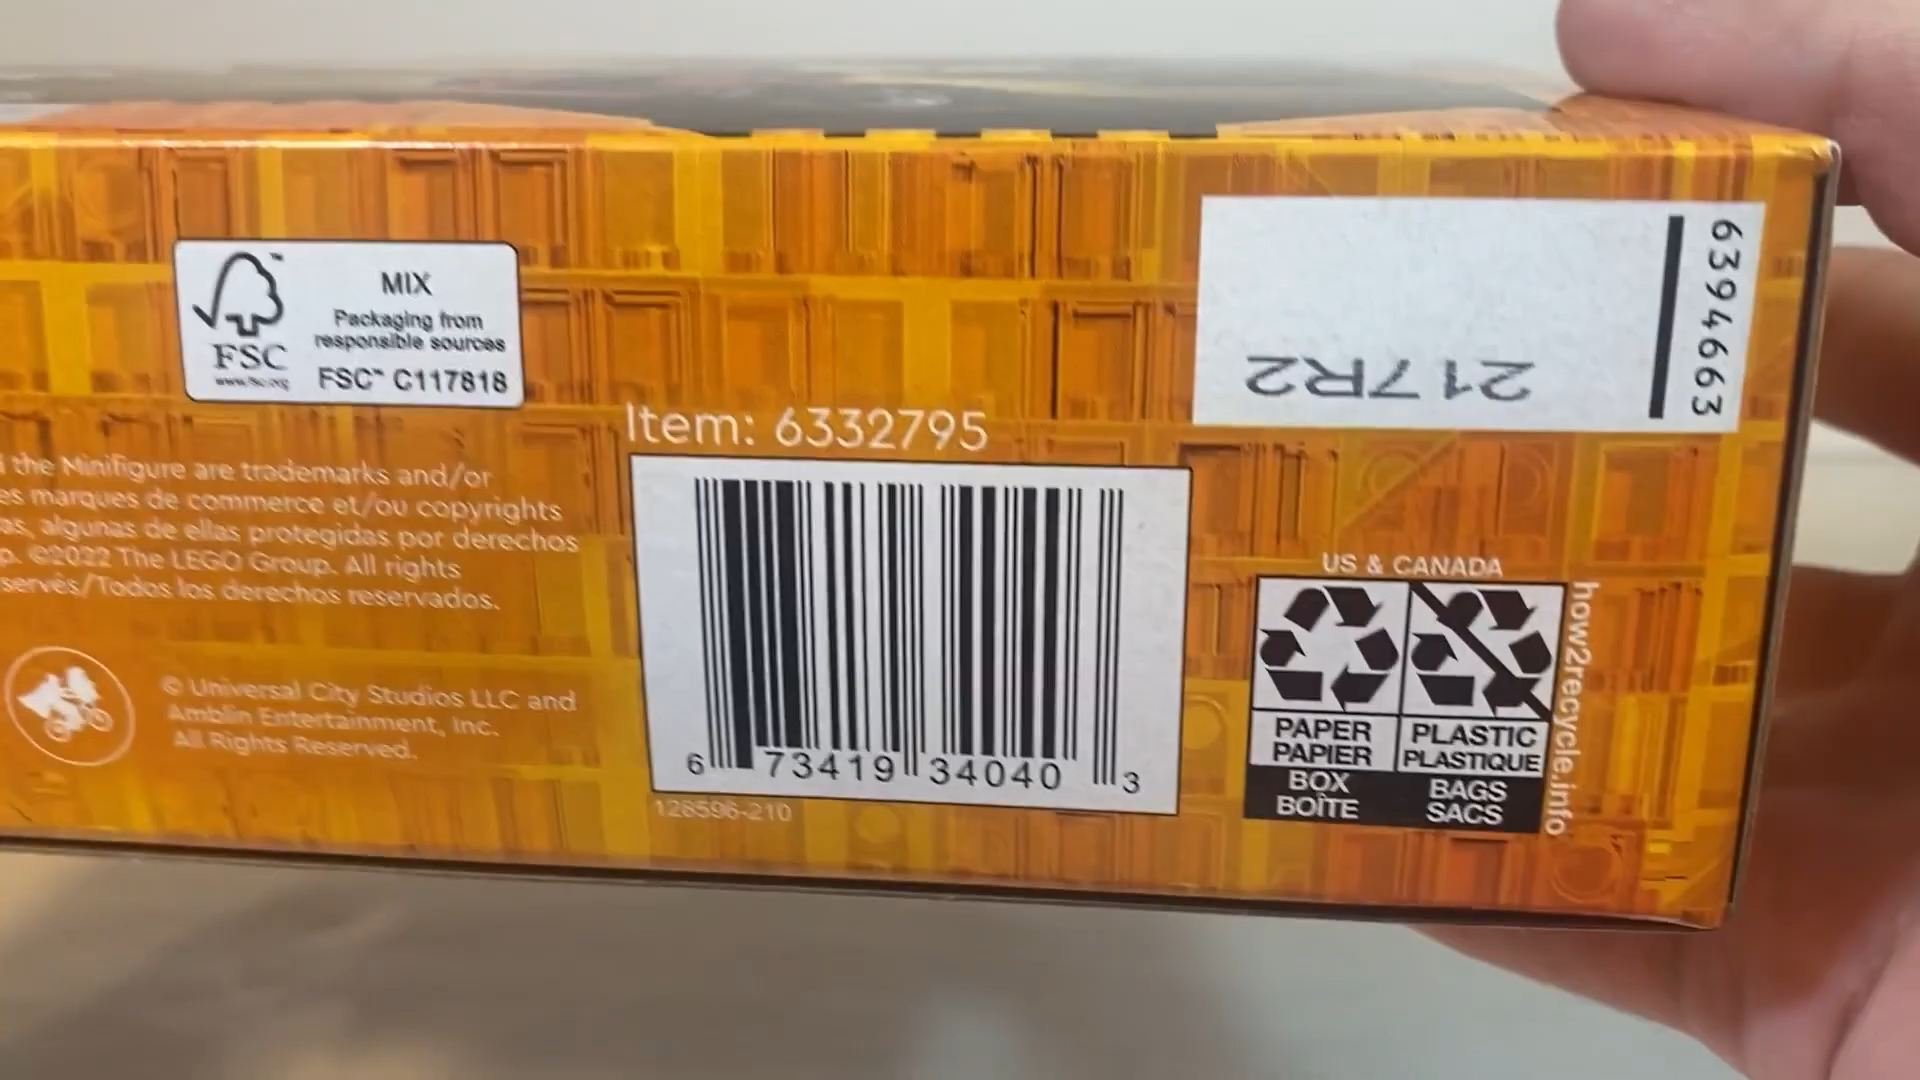 FSC
www.fsc.org
MIX
Packaging from
responsible sources
FSC™ C117818
217R2
6394663
Item: 6332795
the Minifigure are trademarks and/or
es marques de commerce et/ou copyrights
as, algunas de ellas protegidas por derechos
p. ©2022 The LEGO Group. All rights
servés/Todos los derechos reservados.
© Universal City Studios LLC and
Amblin Entertainment, Inc.
All Rights Reserved.
6 73419 34040 3
128596-210
US & CANADA
PAPER
PAPIER
BOX
BOÎTE
PLASTIC
PLASTIQUE
BAGS
SACS
how2recycle.info